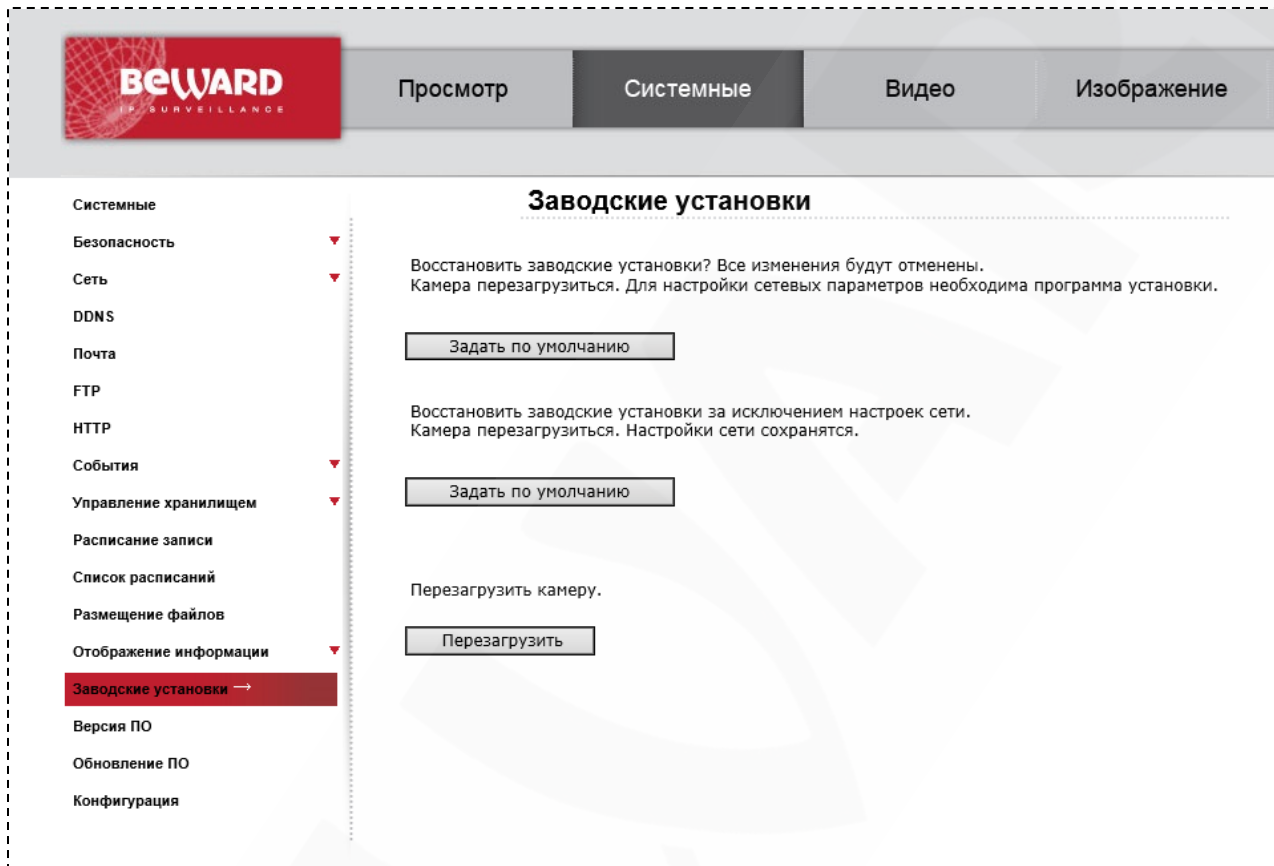 BEWARD
IP SURVEILLANCE
Просмотр
Системные
Видео
Изображение
Системные
Безопасность
Сеть
DDNS
Почта
FTP
HTTP
События
Управление хранилищем
Расписание записи
Список расписаний
Размещение файлов
Отображение информации
Заводские установки →
Версия ПО
Обновление ПО
Конфигурация
Заводские установки
Восстановить заводские установки? Все изменения будут отменены.
Камера перезагрузиться. Для настройки сетевых параметров необходима программа установки.
Задать по умолчанию
Восстановить заводские установки за исключением настроек сети.
Камера перезагрузиться. Настройки сети сохранятся.
Задать по умолчанию
Перезагрузить камеру.
Перезагрузить